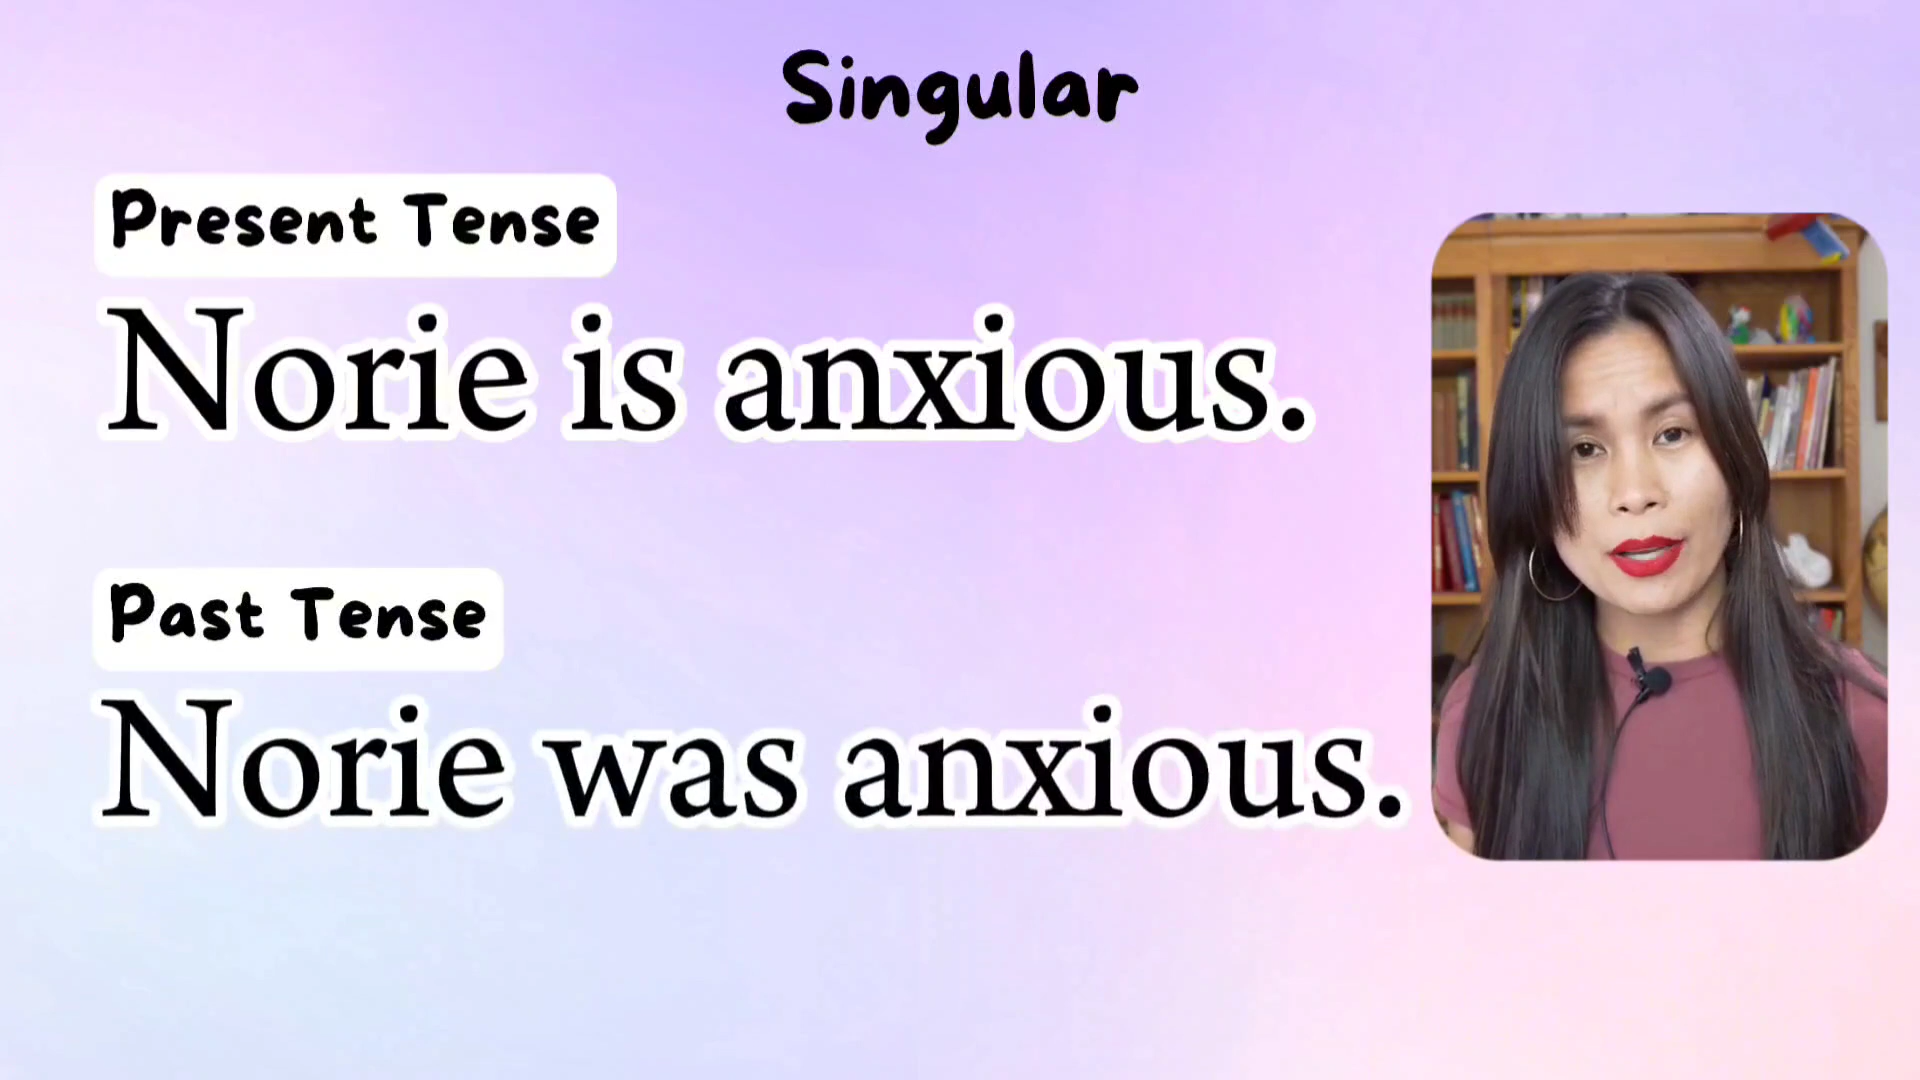 Singular
Present Tense
Norie is anxious.
Past Tense
Norie was anxious.